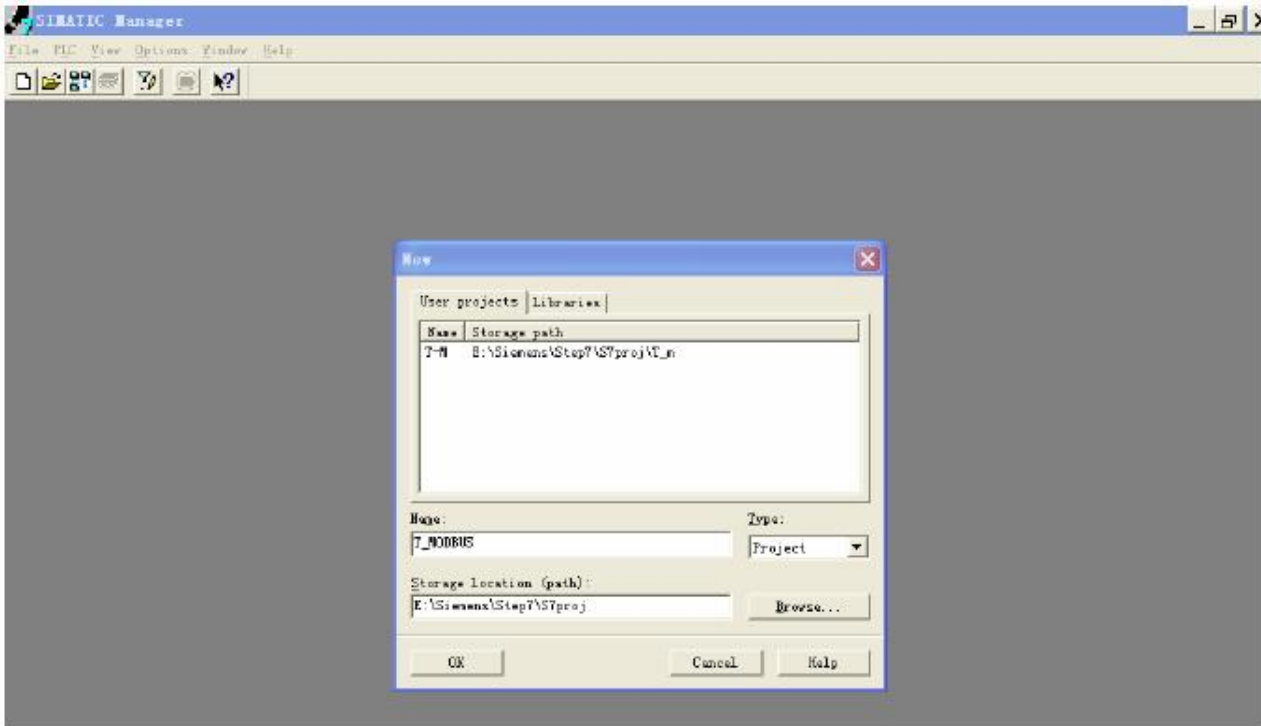 SIMATIC Manager
File PLC View Options Window Help
New
User projects Libraries
Name Storage path
T-M E:\Siemens\Step7\S7proj\T_m
Name:
T_MODBUS
Type:
Project
Storage location (path):
E:\Siemens\Step7\S7proj
Browse...
OK Cancel Help